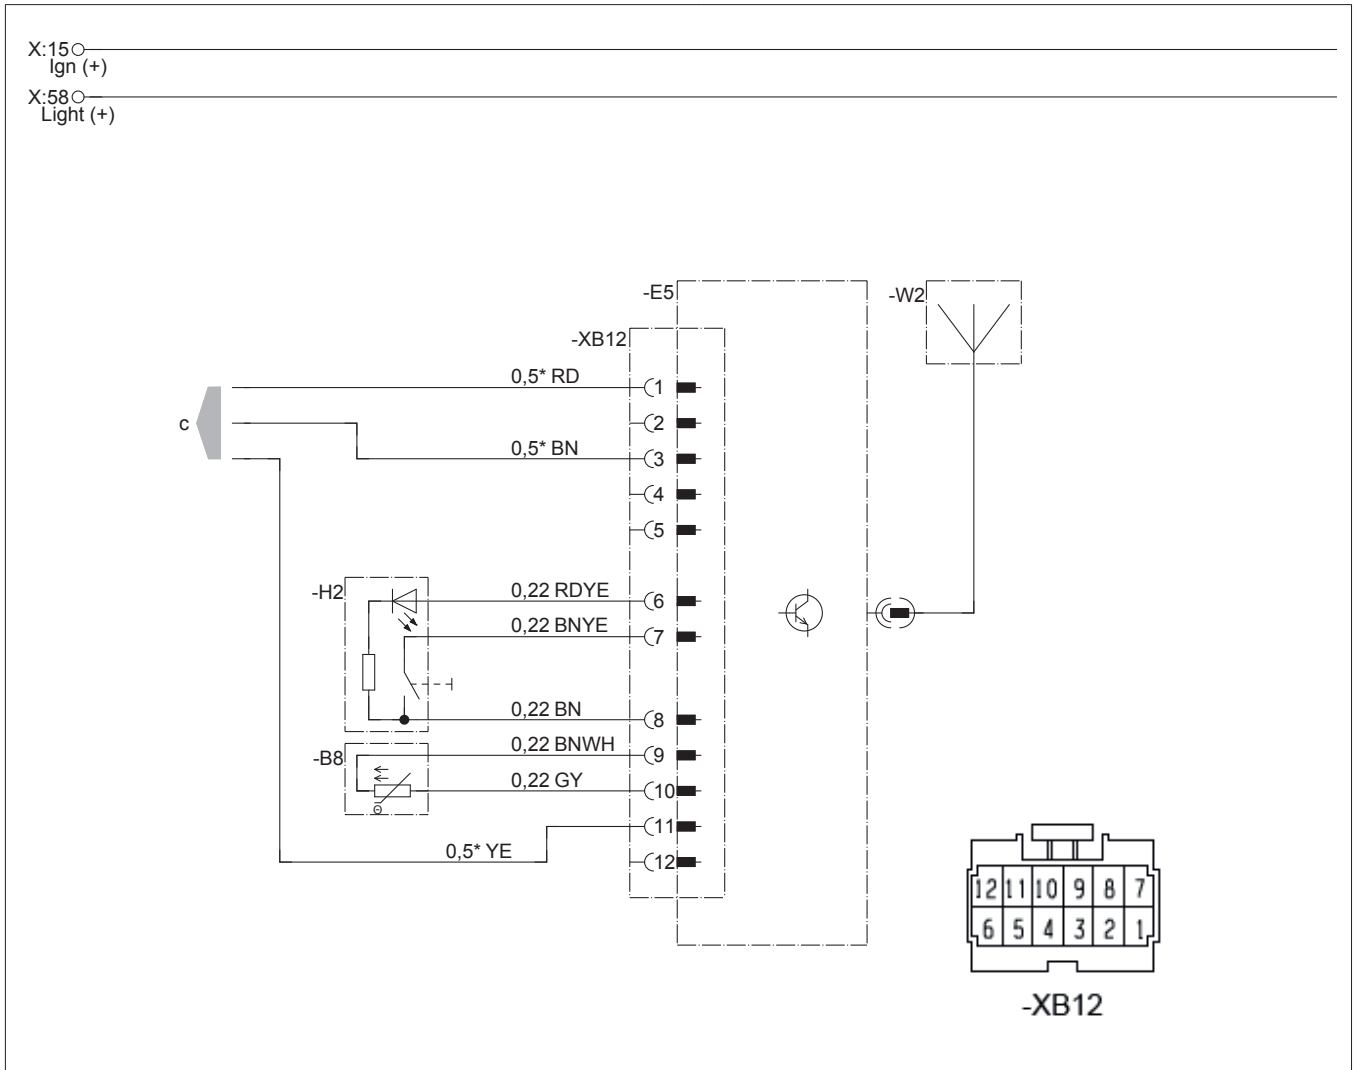 X:15
Ign (+)
X:58
Light (+)
-E5
-W2
-XB12
0,5* RD
1
c
2
0,5* BN
3
4
5
-H2
0,22 RDYE
6
0,22 BNYE
7
0,22 BN
8
-B8
0,22 BNWH
9
0,22 GY
10
11
0,5* YE
12
12 11 10 9 8 7
6 5 4 3 2 1
-XB12